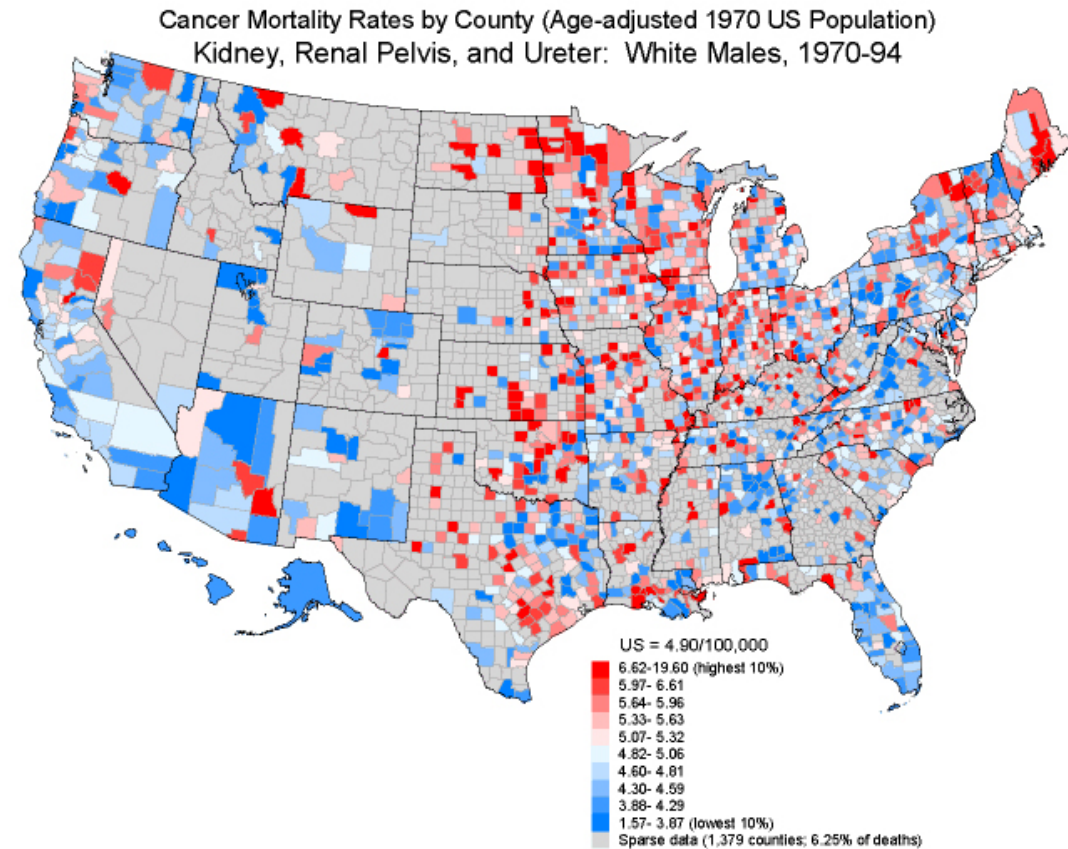 Cancer Mortality Rates by County (Age-adjusted 1970 US Population)
Kidney, Renal Pelvis, and Ureter: White Males, 1970-94
US = 4.90/100,000
6.62-19.60 (highest 10%)
5.97- 6.61
5.64- 5.96
5.33- 5.63
5.07- 5.32
4.82- 5.06
4.60- 4.81
4.30- 4.59
3.88- 4.29
1.57- 3.87 (lowest 10%)
Sparse data (1,379 counties; 6.25% of deaths)